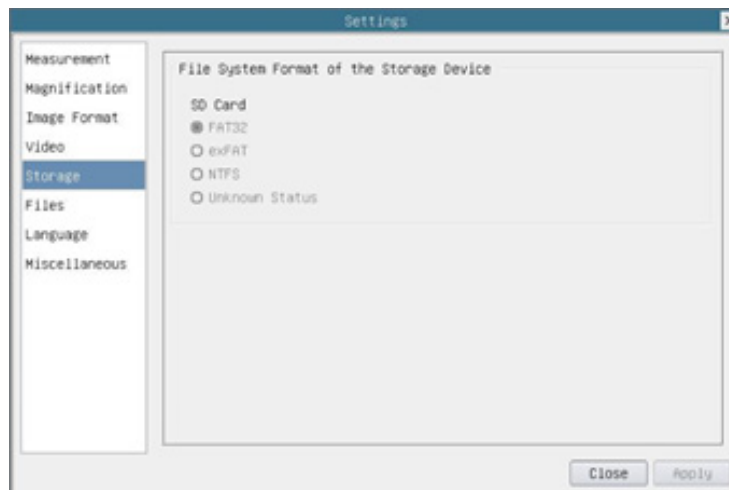 Settings
Measurement
Magnification
Image Format
Video
Storage
Files
Language
Miscellaneous
File System Format of the Storage Device
SD Card
FAT32
exFAT
NTFS
Unknown Status
Close
Apply